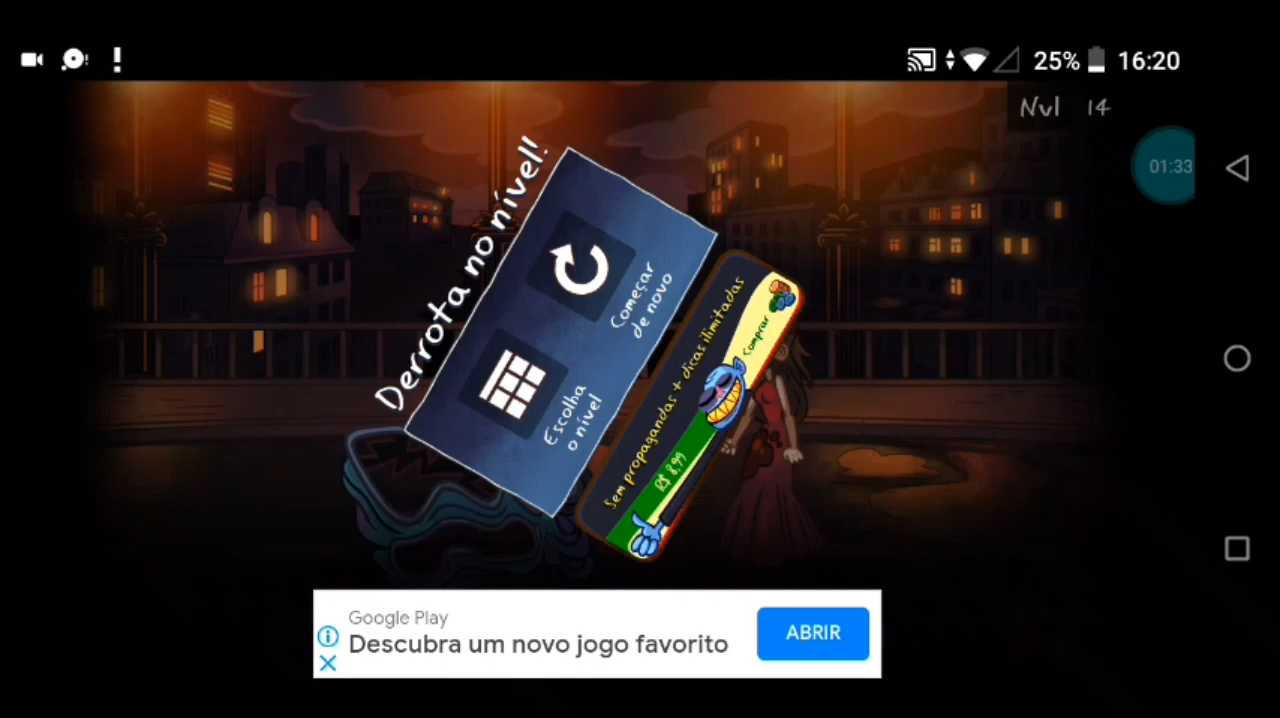 25% 16:20
Nvl 14
01:33
Derrota no nível!
Começar
de novo
Escolha
o nível
Sem propagandas + dicas ilimitadas
R$ 8,99
Comprar
Google Play
Descubra um novo jogo favorito
ABRIR